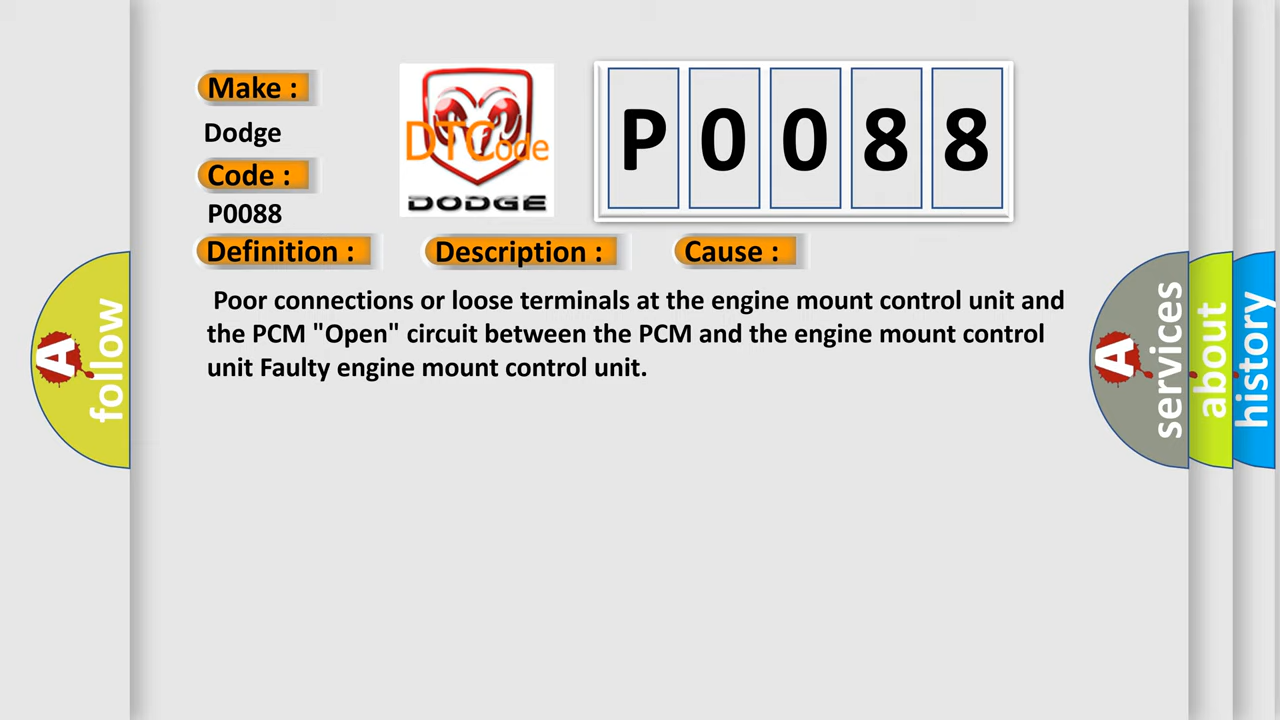 Make :
Dodge
Code :
P0088
Definition :
Description :
Cause :
Poor connections or loose terminals at the engine mount control unit and
the PCM "Open" circuit between the PCM and the engine mount control
unit Faulty engine mount control unit.
DTCode
DODGE
P 0 0 8 8
A
follow
A
services
about
history